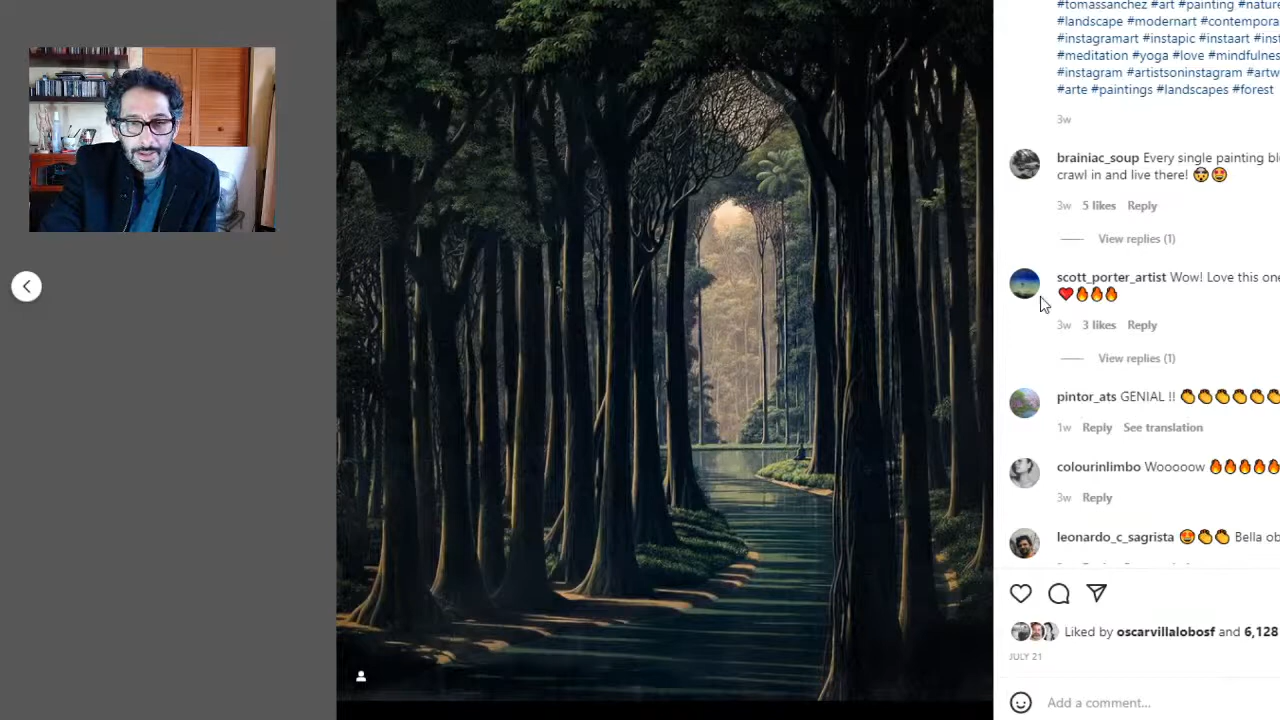 #tomassanchez #art #painting #nature
#landscape #modernart #contempora
#instagramart #instapic #instaart #inst
#meditation #yoga #love #mindfulnes
#instagram #artistsoninstagram #artw
#arte #paintings #landscapes #forest
3w
brainiac_soup Every single painting bl
crawl in and live there! 😲😍
3w 5 likes Reply
View replies (1)
scott_porter_artist Wow! Love this one
❤️🔥🔥🔥
3w 3 likes Reply
View replies (1)
pintor_ats GENIAL !! 👏👏👏👏👏👏
1w Reply See translation
colourinlimbo Wooooow 🔥🔥🔥🔥🔥
3w Reply
leonardo_c_sagrista 😍👏👏 Bella ob
Liked by oscarvillalobosf and 6,128
JULY 21
Add a comment...